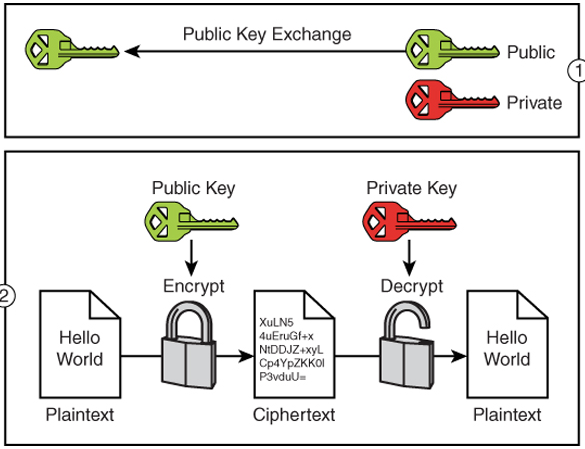 Public Key Exchange
Public
1
Private
Public Key
Private Key
2
Encrypt
Decrypt
Hello
World
XuLN5
4uEruGf+x
NtDDJZ+xyL
Cp4YpZKK0I
P3vduU=
Hello
World
Plaintext
Ciphertext
Plaintext